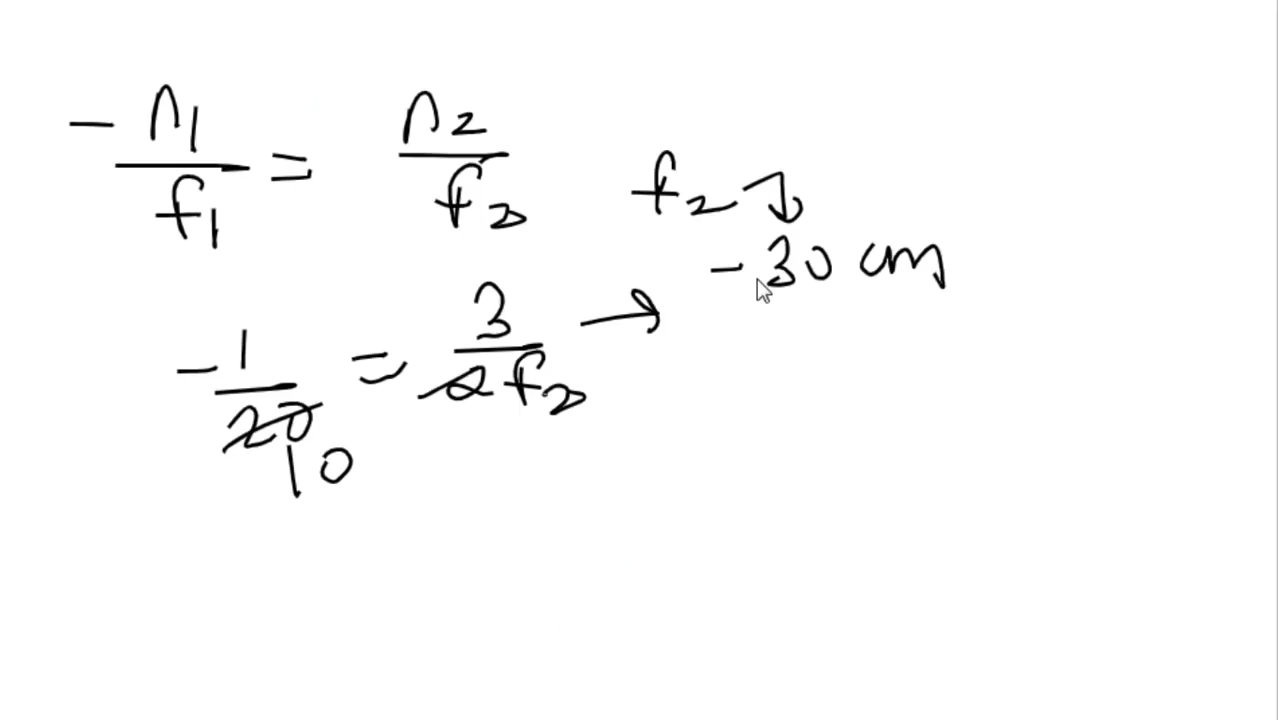 - n1/f1 = n2/f2
f2 ↴
- 30 cm
- 1/20 = 3/2f2 →
10